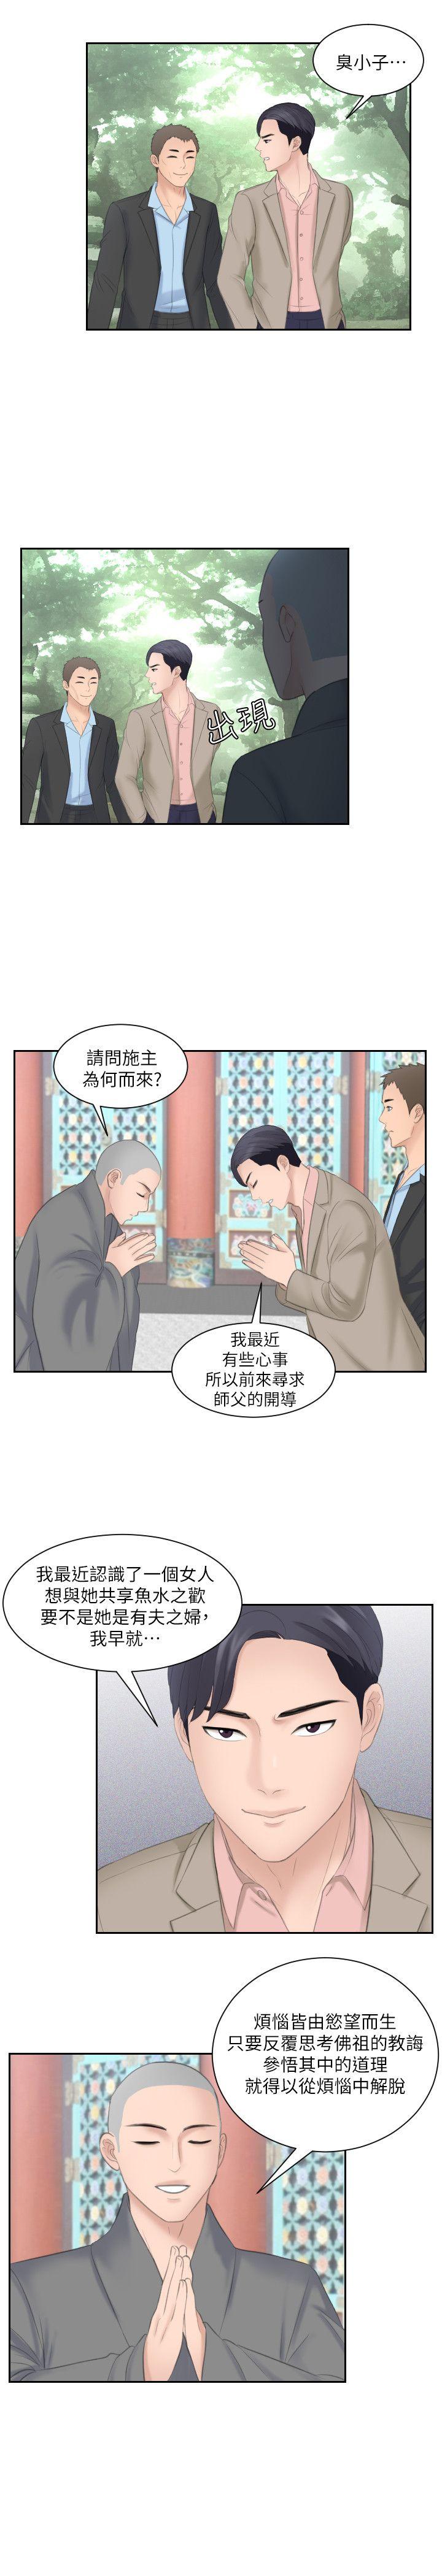 臭小子…
出現
請問施主
為何而來?
我最近
有些心事
所以前來尋求
師父的開導
我最近認識了一個女人
想與她共享魚水之歡
要不是她是有夫之婦,
我早就…
煩惱皆由慾望而生
只要反覆思考佛祖的教誨
參悟其中的道理
就得以從煩惱中解脫